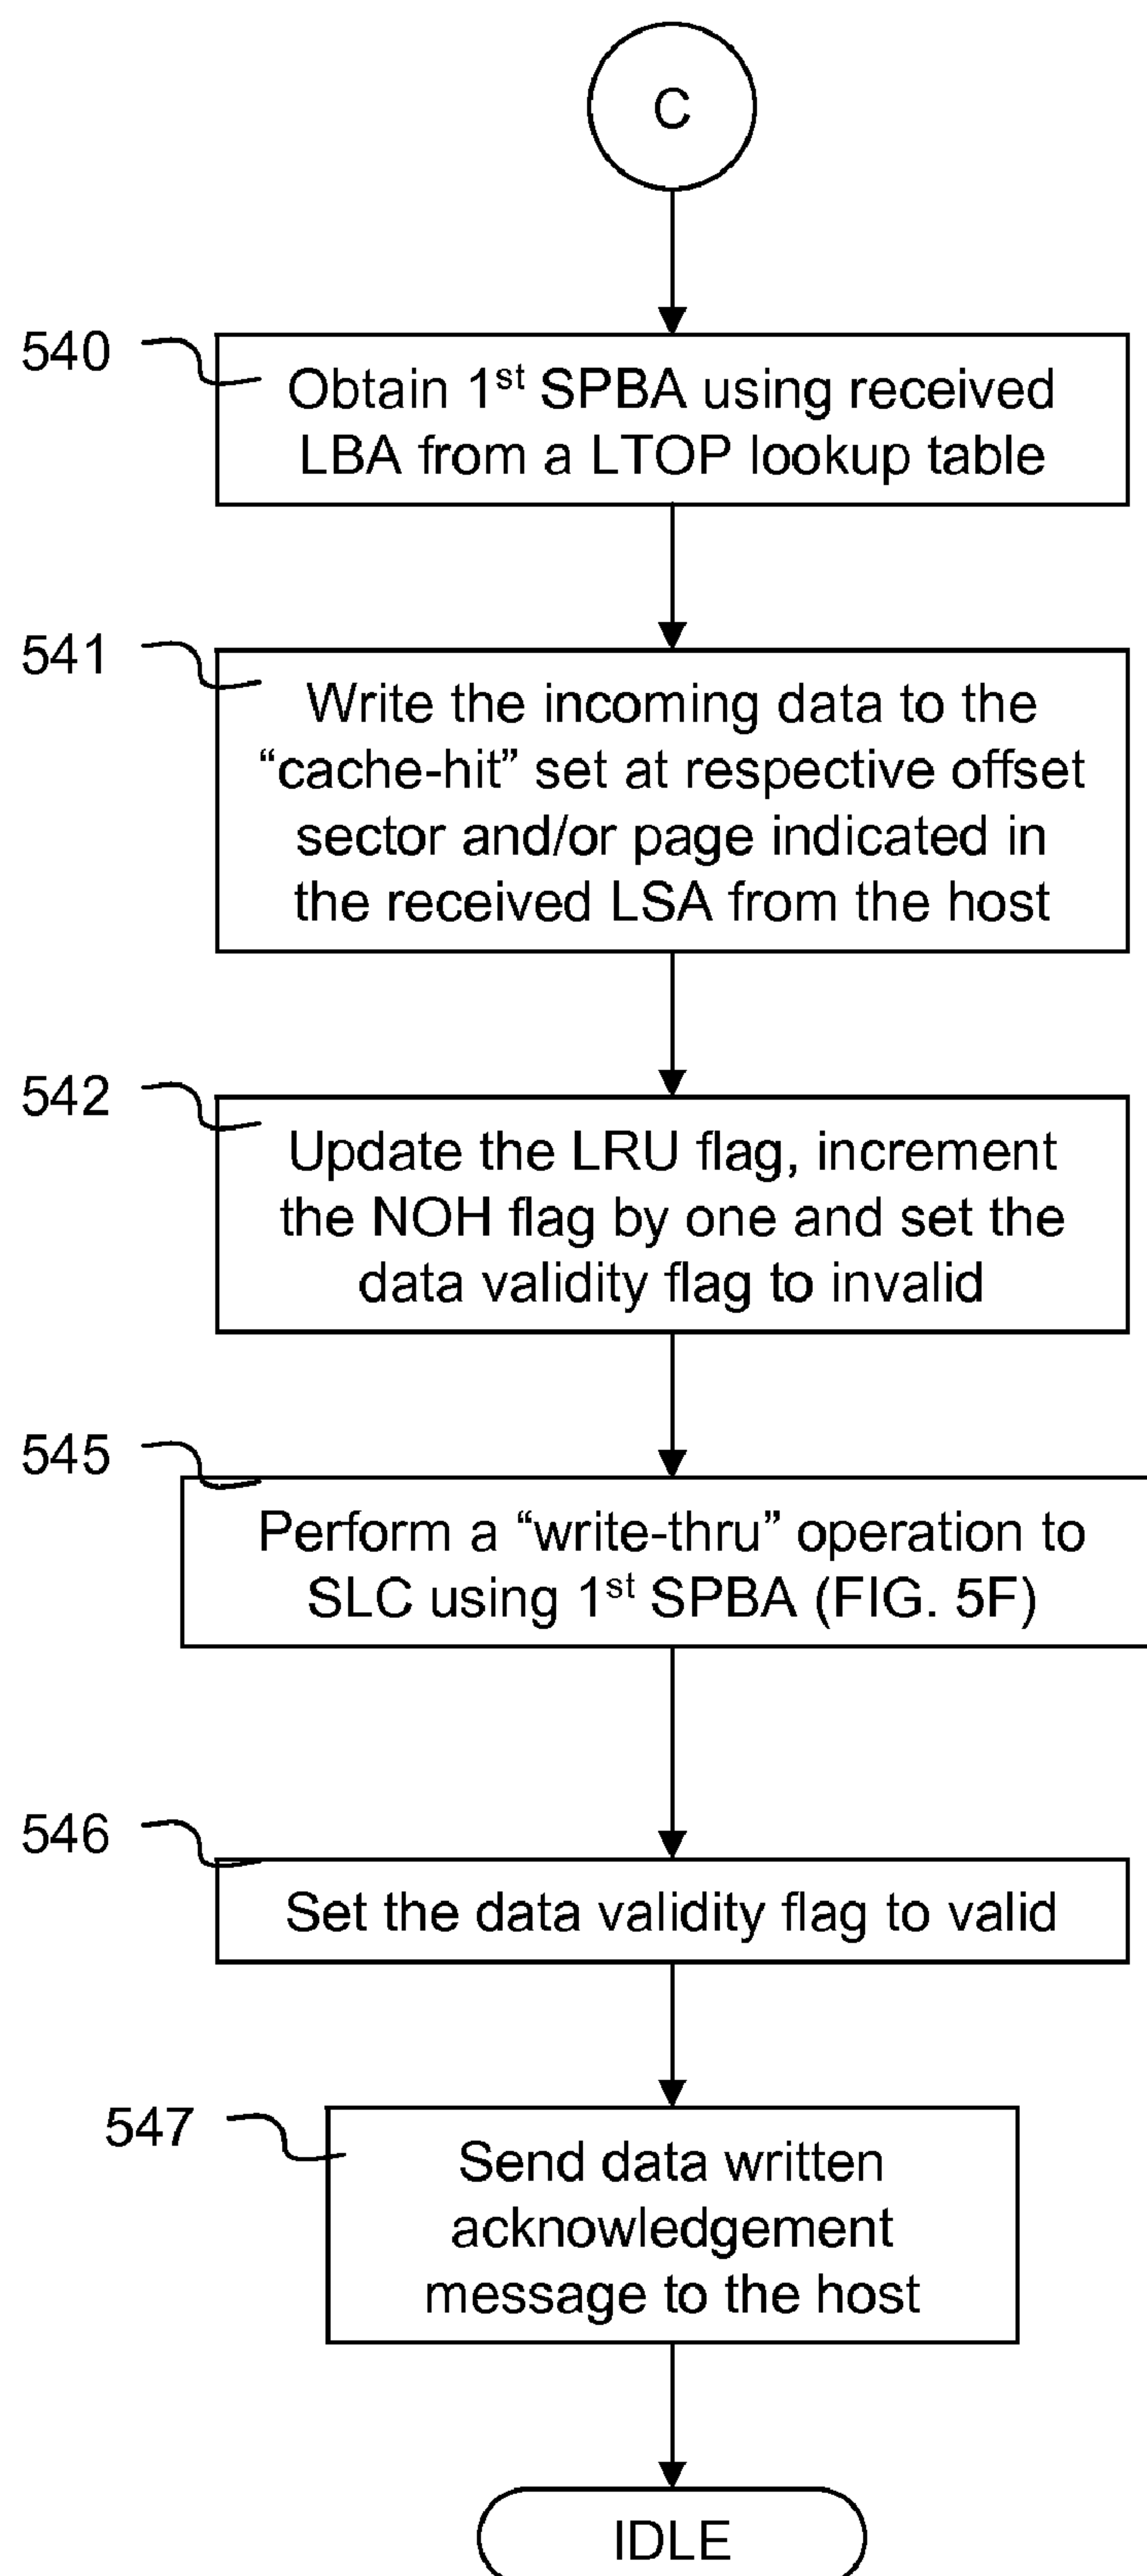 C
540
Obtain 1st SPBA using received
LBA from a LTOP lookup table
541
Write the incoming data to the
“cache-hit” set at respective offset
sector and/or page indicated in
the received LSA from the host
542
Update the LRU flag, increment
the NOH flag by one and set the
data validity flag to invalid
545
Perform a “write-thru” operation to
SLC using 1st SPBA (FIG. 5F)
546
Set the data validity flag to valid
547
Send data written
acknowledgement
message to the host
IDLE